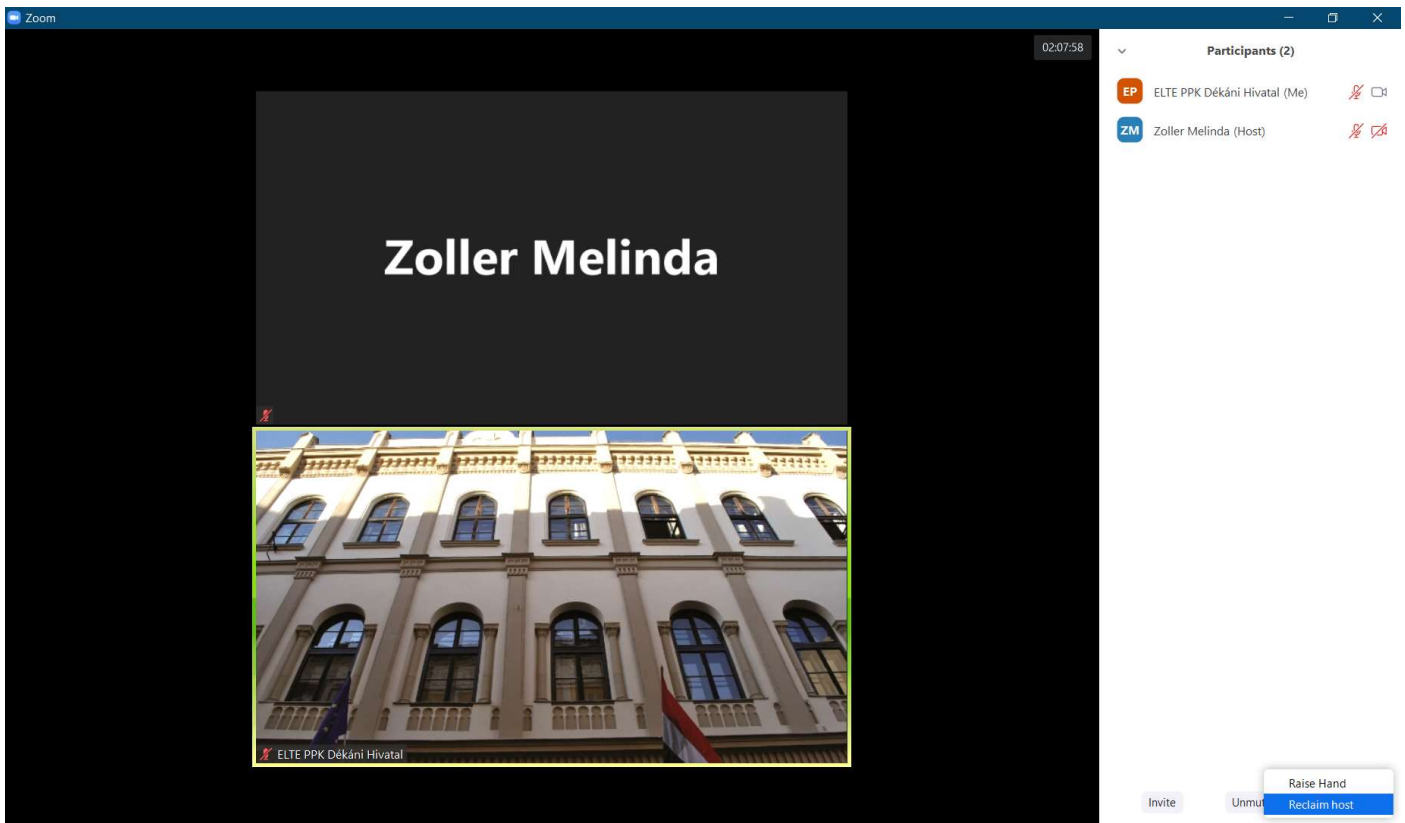 Zoom
02:07:58
Participants (2)
EP ELTE PPK Dékáni Hivatal (Me)
ZM Zoller Melinda (Host)
Zoller Melinda
ELTE PPK Dékáni Hivatal
Raise Hand
Invite Unmut Reclaim host